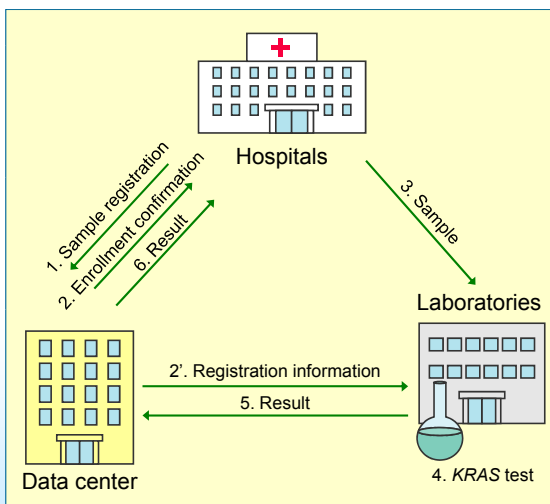 Hospitals
1. Sample registration
2. Enrollment confirmation
6. Result
3. Sample
Laboratories
2'. Registration information
5. Result
4. KRAS test
Data center